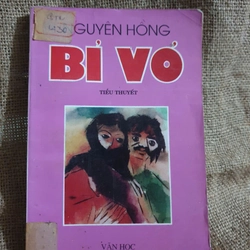 GUYÊN HỒNG
BỈ VỎ
TIỂU THUYẾT
VĂN HỌC